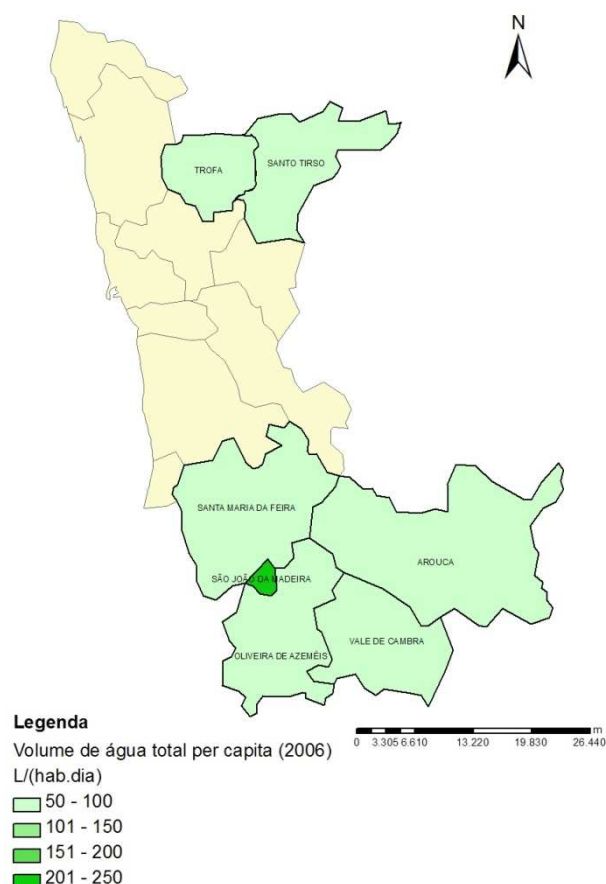 N
TROFA
SANTO TIRSO
SANTA MARIA DA FEIRA
AROUCA
SÃO JOÃO DA MADEIRA
VALE DE CAMBRA
OLIVEIRA DE AZEMÉIS
Legenda
Volume de água total per capita (2006)
L/(hab.dia)
50 - 100
101 - 150
151 - 200
201 - 250
m
0 3.305 6.610 13.220 19.830 26.440